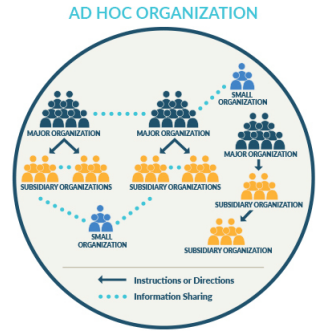 AD HOC ORGANIZATION
SMALL
ORGANIZATION
MAJOR ORGANIZATION
MAJOR ORGANIZATION
MAJOR ORGANIZATION
SUBSIDIARY ORGANIZATIONS
SUBSIDIARY ORGANIZATIONS
SUBSIDIARY ORGANIZATION
SMALL
ORGANIZATION
SUBSIDIARY ORGANIZATION
Instructions or Directions
Information Sharing